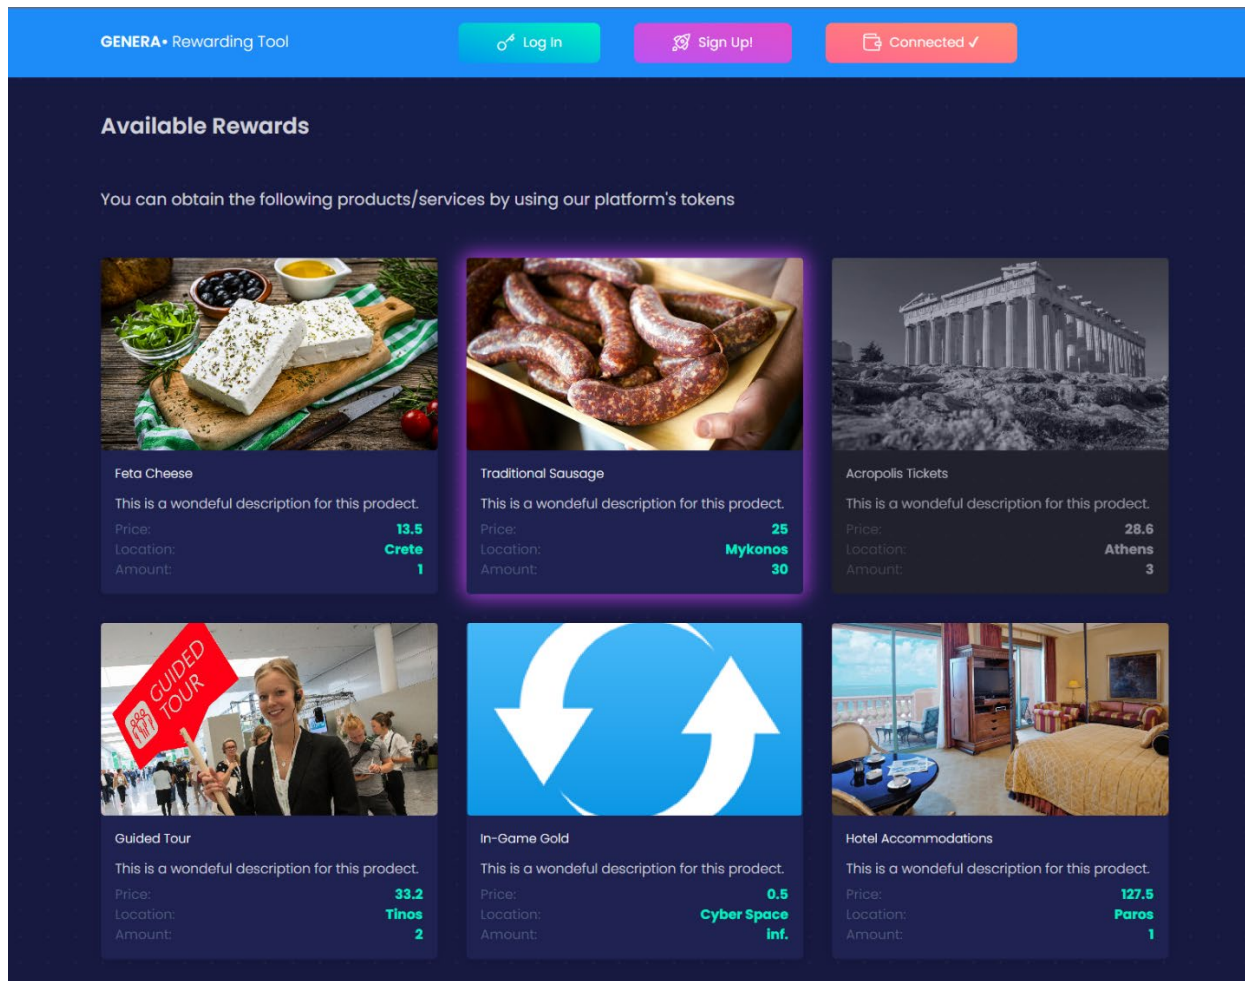 GENERA• Rewarding Tool
Log In
Sign Up!
Connected ✓
Available Rewards
You can obtain the following products/services by using our platform's tokens
Feta Cheese
This is a wondeful description for this prodect.
Price: 13.5
Location: Crete
Amount: 1
Traditional Sausage
This is a wondeful description for this prodect.
Price: 25
Location: Mykonos
Amount: 30
Acropolis Tickets
This is a wondeful description for this prodect.
Price: 28.6
Location: Athens
Amount: 3
GUIDED
TOUR
Guided Tour
This is a wondeful description for this prodect.
Price: 33.2
Location: Tinos
Amount: 2
In-Game Gold
This is a wondeful description for this prodect.
Price: 0.5
Location: Cyber Space
Amount: inf.
Hotel Accommodations
This is a wondeful description for this prodect.
Price: 127.5
Location: Paros
Amount: 1